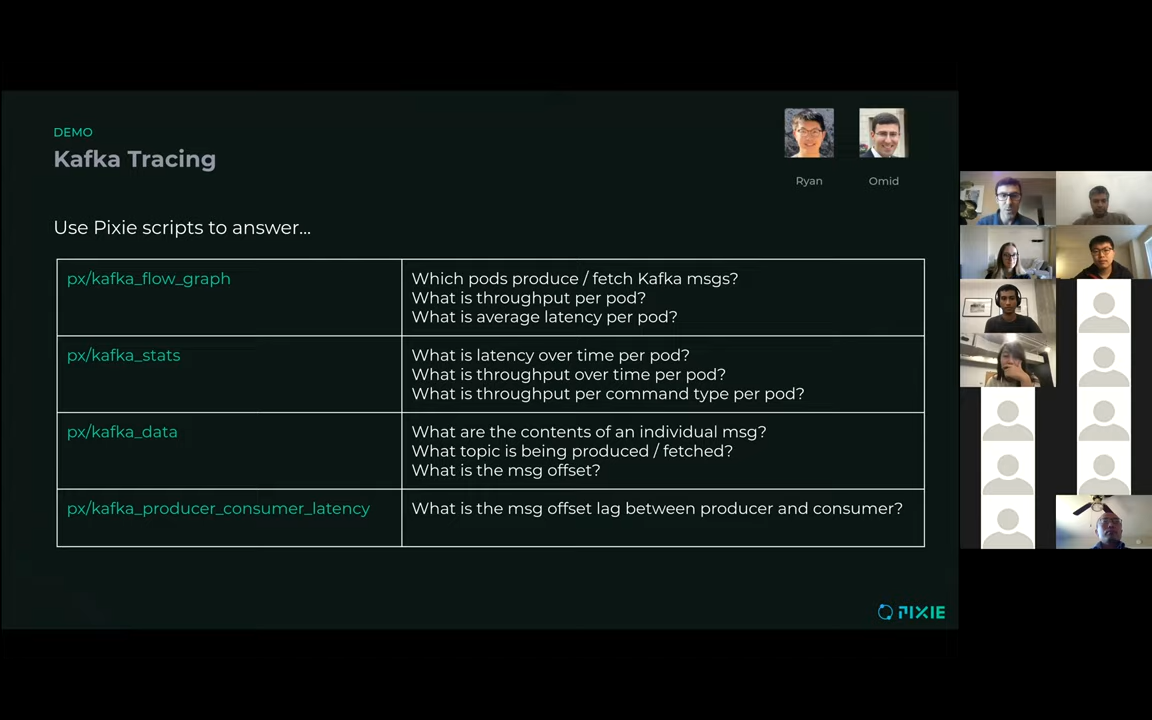 DEMO
Kafka Tracing
Ryan
Omid
Use Pixie scripts to answer...
px/kafka_flow_graph
Which pods produce / fetch Kafka msgs?
What is throughput per pod?
What is average latency per pod?
px/kafka_stats
What is latency over time per pod?
What is throughput over time per pod?
What is throughput per command type per pod?
px/kafka_data
What are the contents of an individual msg?
What topic is being produced / fetched?
What is the msg offset?
px/kafka_producer_consumer_latency
What is the msg offset lag between producer and consumer?
PIXIE